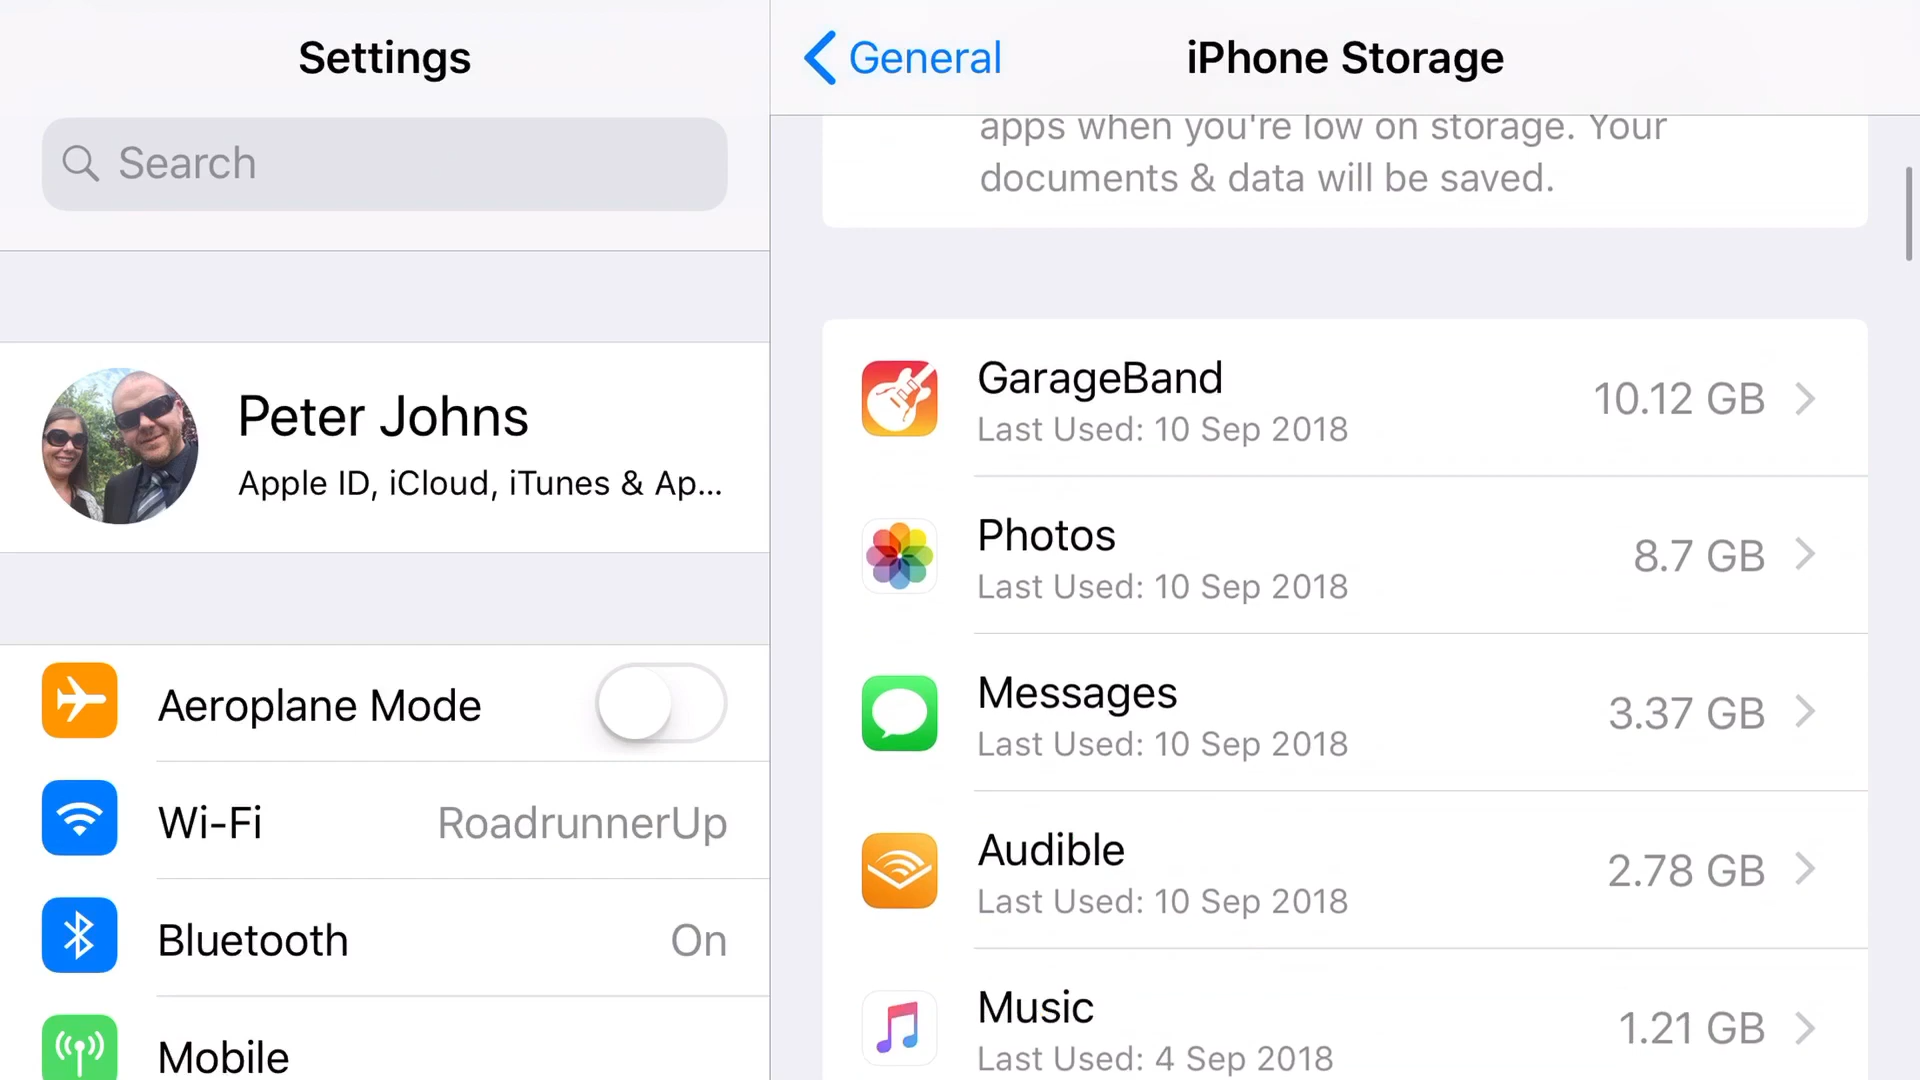 Settings
Search
Peter Johns
Apple ID, iCloud, iTunes & Ap...
Aeroplane Mode
Wi-Fi RoadrunnerUp
Bluetooth On
Mobile
General iPhone Storage
apps when you're low on storage. Your
documents & data will be saved.
GarageBand
Last Used: 10 Sep 2018
10.12 GB
Photos
Last Used: 10 Sep 2018
8.7 GB
Messages
Last Used: 10 Sep 2018
3.37 GB
Audible
Last Used: 10 Sep 2018
2.78 GB
Music
Last Used: 4 Sep 2018
1.21 GB